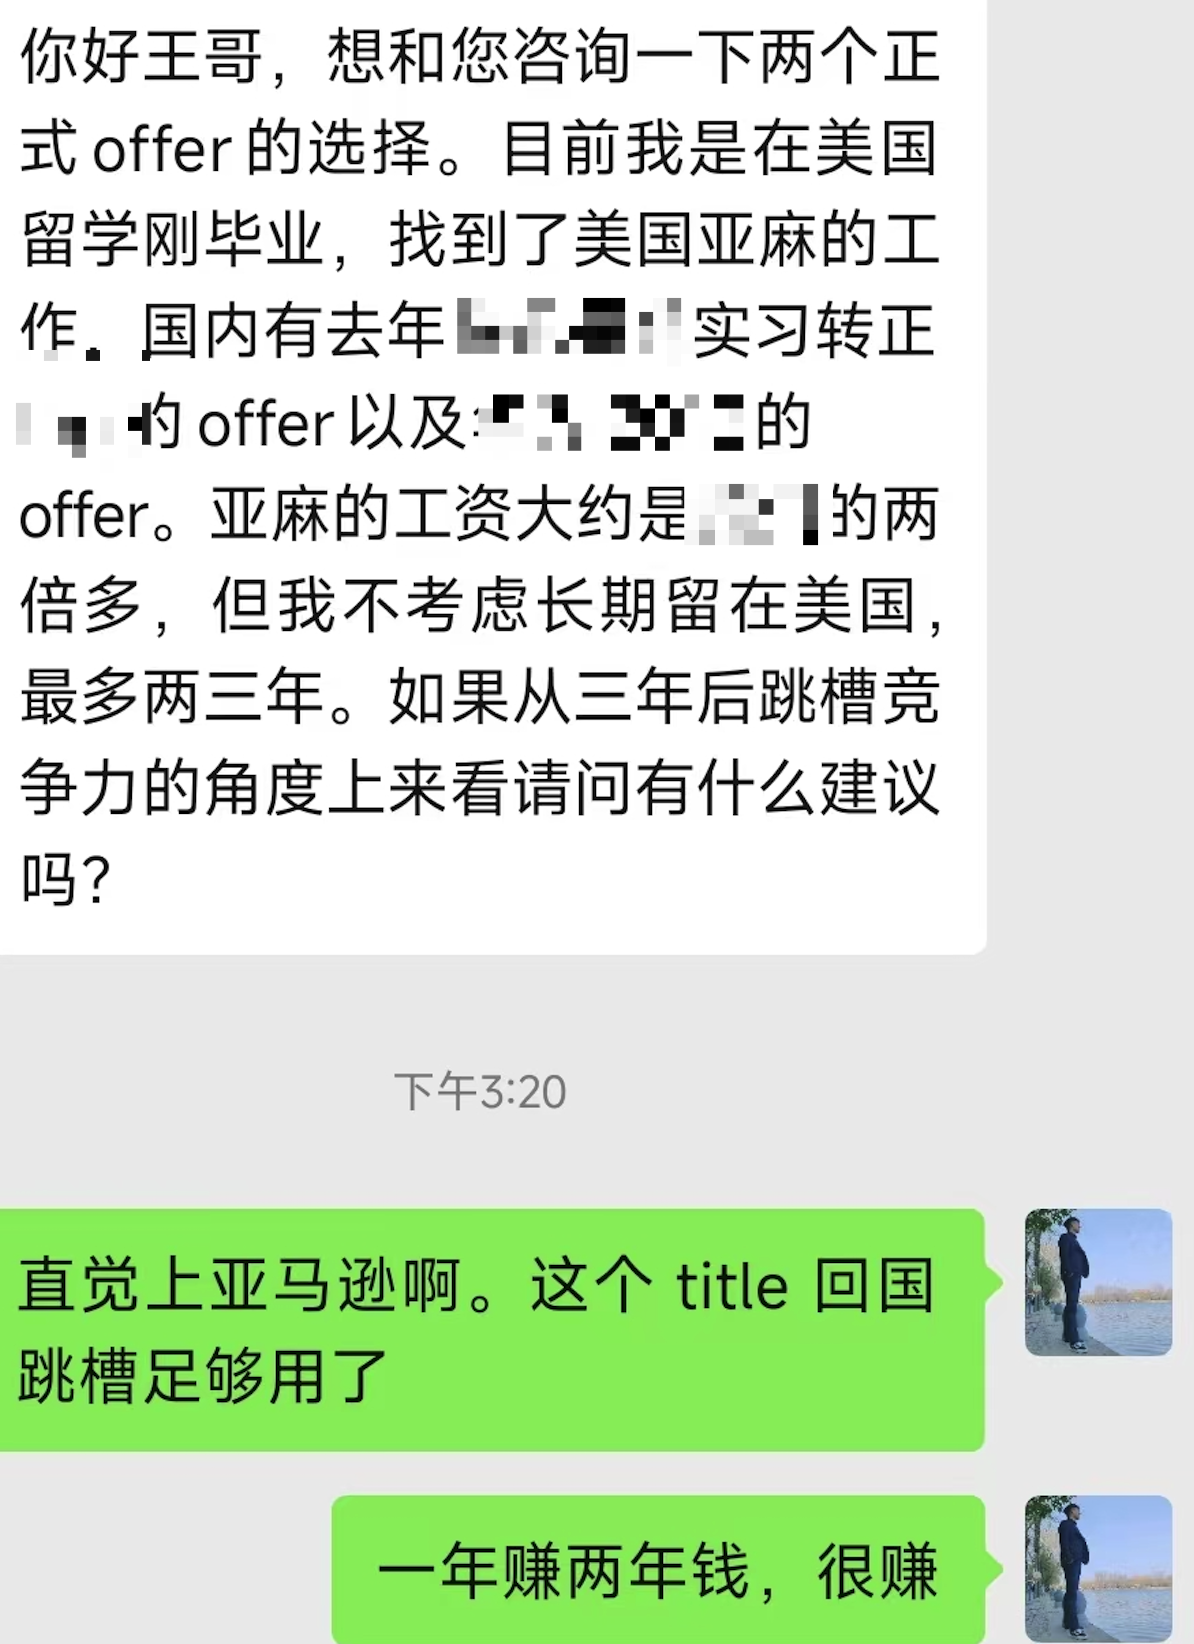 你好王哥，想和您咨询一下两个正
式 offer 的选择。目前我是在美国
留学刚毕业，找到了美国亚麻的工
作．国内有去年 实习转正
的 offer 以及 的
offer。亚麻的工资大约是 的两
倍多，但我不考虑长期留在美国，
最多两三年。如果从三年后跳槽竞
争力的角度上来看请问有什么建议
吗？
下午3:20
直觉上亚马逊啊。这个 title 回国
跳槽足够用了
一年赚两年钱，很赚